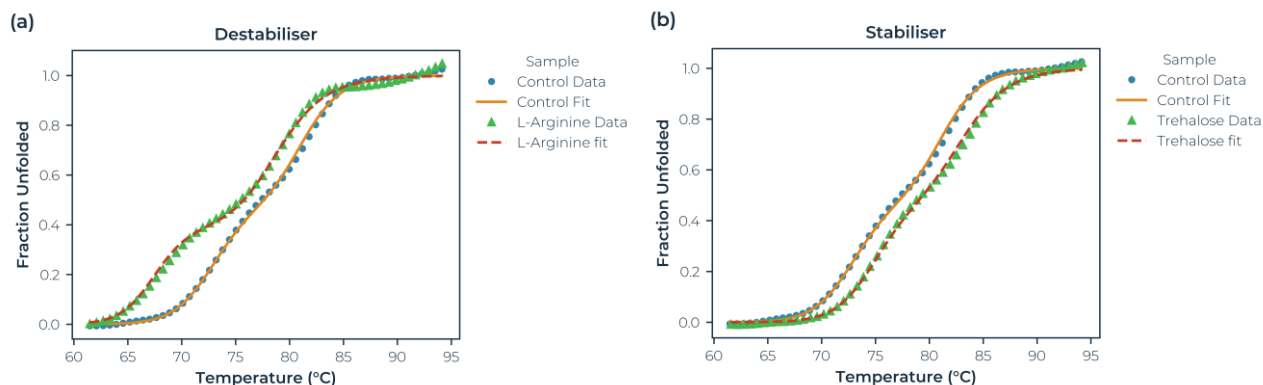 (a)
Destabiliser
Fraction Unfolded
1.0
0.8
0.6
0.4
0.2
0.0
60 65 70 75 80 85 90 95
Temperature (°C)
Sample
Control Data
Control Fit
L-Arginine Data
L-Arginine fit
(b)
Stabiliser
Fraction Unfolded
1.0
0.8
0.6
0.4
0.2
0.0
60 65 70 75 80 85 90 95
Temperature (°C)
Sample
Control Data
Control Fit
Trehalose Data
Trehalose fit